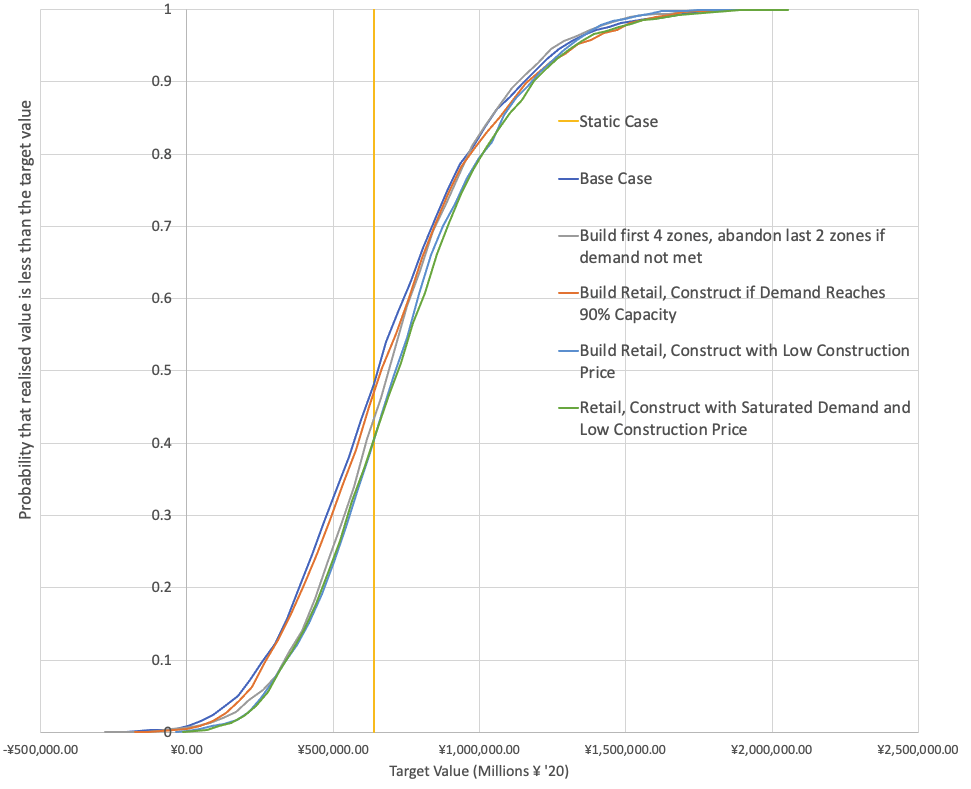 1
0.9
0.8
0.7
0.6
0.5
0.4
0.3
0.2
0.1
0
Probability that realised value is less than the target value
Static Case
Base Case
Build first 4 zones, abandon last 2 zones if
demand not met
Build Retail, Construct if Demand Reaches
90% Capacity
Build Retail, Construct with Low Construction
Price
Retail, Construct with Saturated Demand and
Low Construction Price
-¥500,000.00 ¥0.00 ¥500,000.00 ¥1,000,000.00 ¥1,500,000.00 ¥2,000,000.00 ¥2,500,000.00
Target Value (Millions ¥ '20)